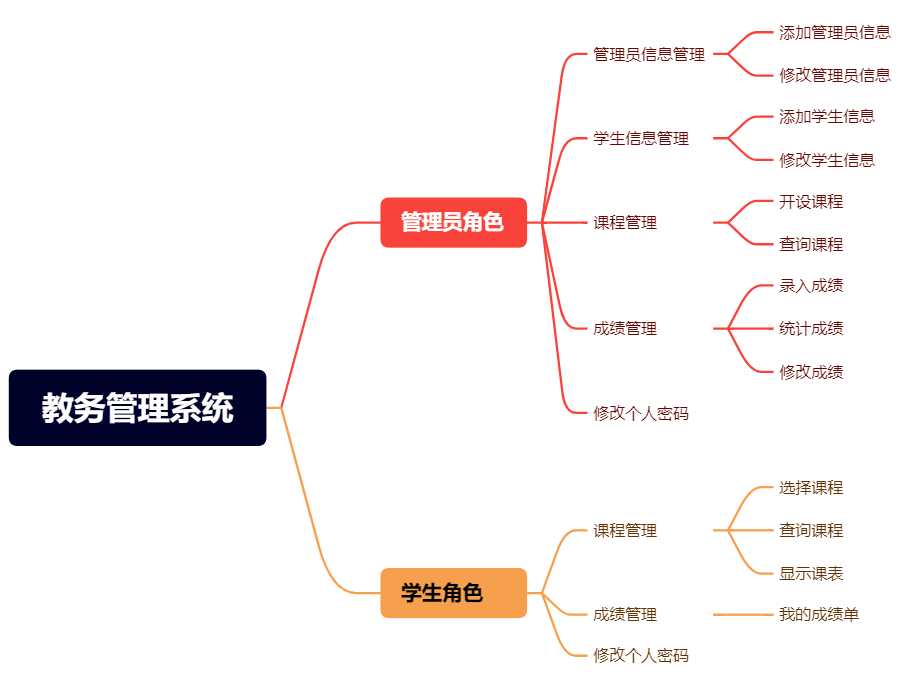 教务管理系统
管理员角色
管理员信息管理
添加管理员信息
修改管理员信息
学生信息管理
添加学生信息
修改学生信息
课程管理
开设课程
查询课程
成绩管理
录入成绩
统计成绩
修改成绩
修改个人密码
学生角色
课程管理
选择课程
查询课程
显示课表
成绩管理
我的成绩单
修改个人密码